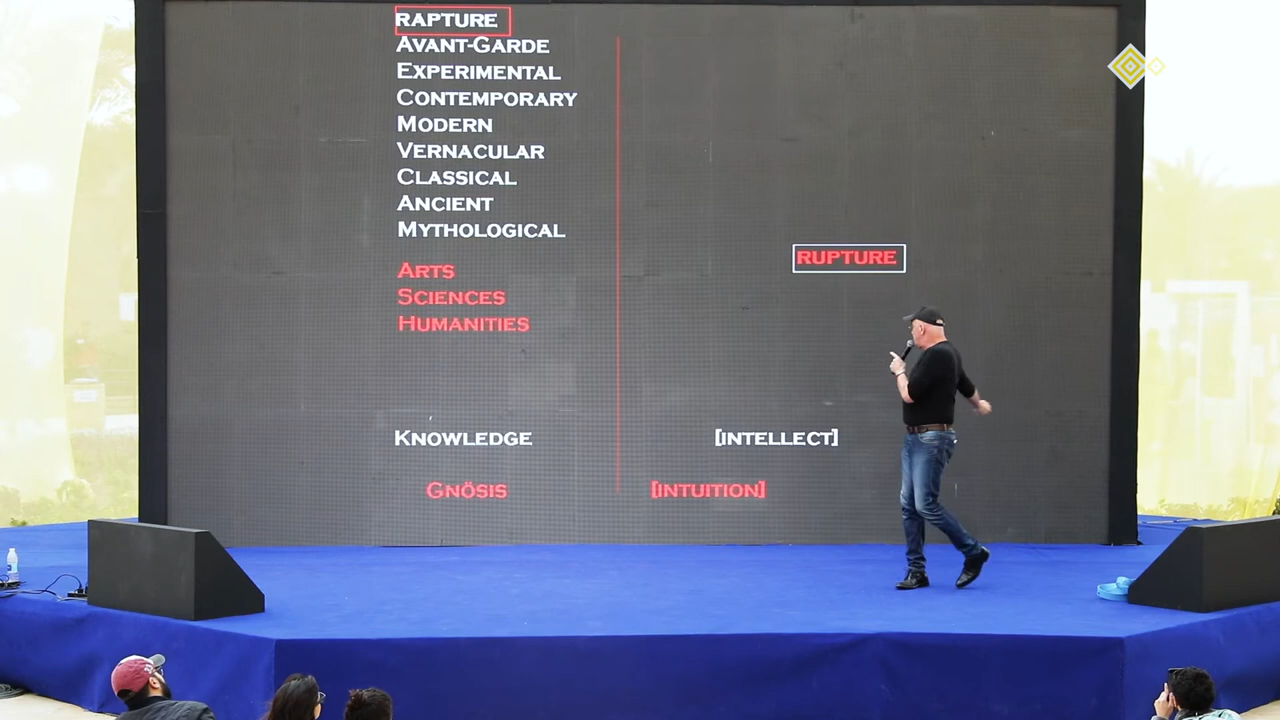 RAPTURE
AVANT-GARDE
EXPERIMENTAL
CONTEMPORARY
MODERN
VERNACULAR
CLASSICAL
ANCIENT
MYTHOLOGICAL
ARTS
SCIENCES
HUMANITIES
RUPTURE
KNOWLEDGE [INTELLECT]
GNÖSIS [INTUITION]